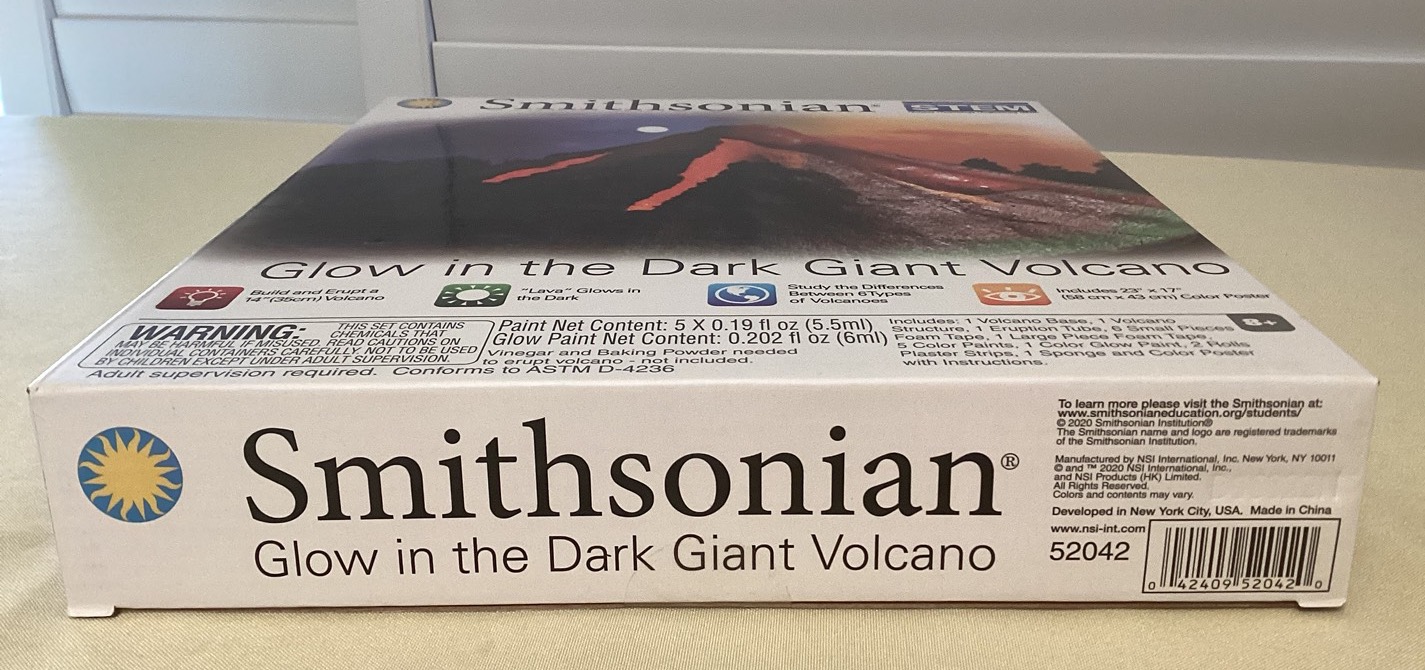 Smithsonian®
STEM
Glow in the Dark Giant Volcano
Build and Erupt a
14"(35cm) Volcano
"Lava" Glows in
the Dark
Study the Differences
Between 6Types
of Volcanoes
Includes 23" x 17"
(58 cm x 43 cm) Color Poster
WARNING: THIS SET CONTAINS
CHEMICALS THAT
MAY BE HARMFUL IF MISUSED. READ CAUTIONS ON
INDIVIDUAL CONTAINERS CAREFULLY. NOT TO BE USED
BY CHILDREN EXCEPT UNDER ADULT SUPERVISION.
Adult supervision required. Conforms to ASTM D-4236
Paint Net Content: 5 X 0.19 fl oz (5.5ml)
Glow Paint Net Content: 0.202 fl oz (6ml)
Vinegar and Baking Powder needed
to erupt volcano - not included.
Includes: 1 Volcano Base, 1 Volcano
Structure, 1 Eruption Tube, 6 Small Pieces
Foam Tape, 1 Large Piece Foam Tape,
5 Color Paints, 1 Color Glow Paint, 2 Rolls
Plaster Strips, 1 Sponge and Color Poster
with Instructions.
8+
Smithsonian®
Glow in the Dark Giant Volcano
To learn more please visit the Smithsonian at:
www.smithsonianeducation.org/students/
© 2020 Smithsonian Institution®
The Smithsonian name and logo are registered trademarks
of the Smithsonian Institution.
Manufactured by NSI International, Inc. New York, NY 10011
© and ™ 2020 NSI International, Inc.,
and NSI Products (HK) Limited.
All Rights Reserved.
Colors and contents may vary.
Developed in New York City, USA. Made in China
www.nsi-int.com
52042
0 42409 52042 0